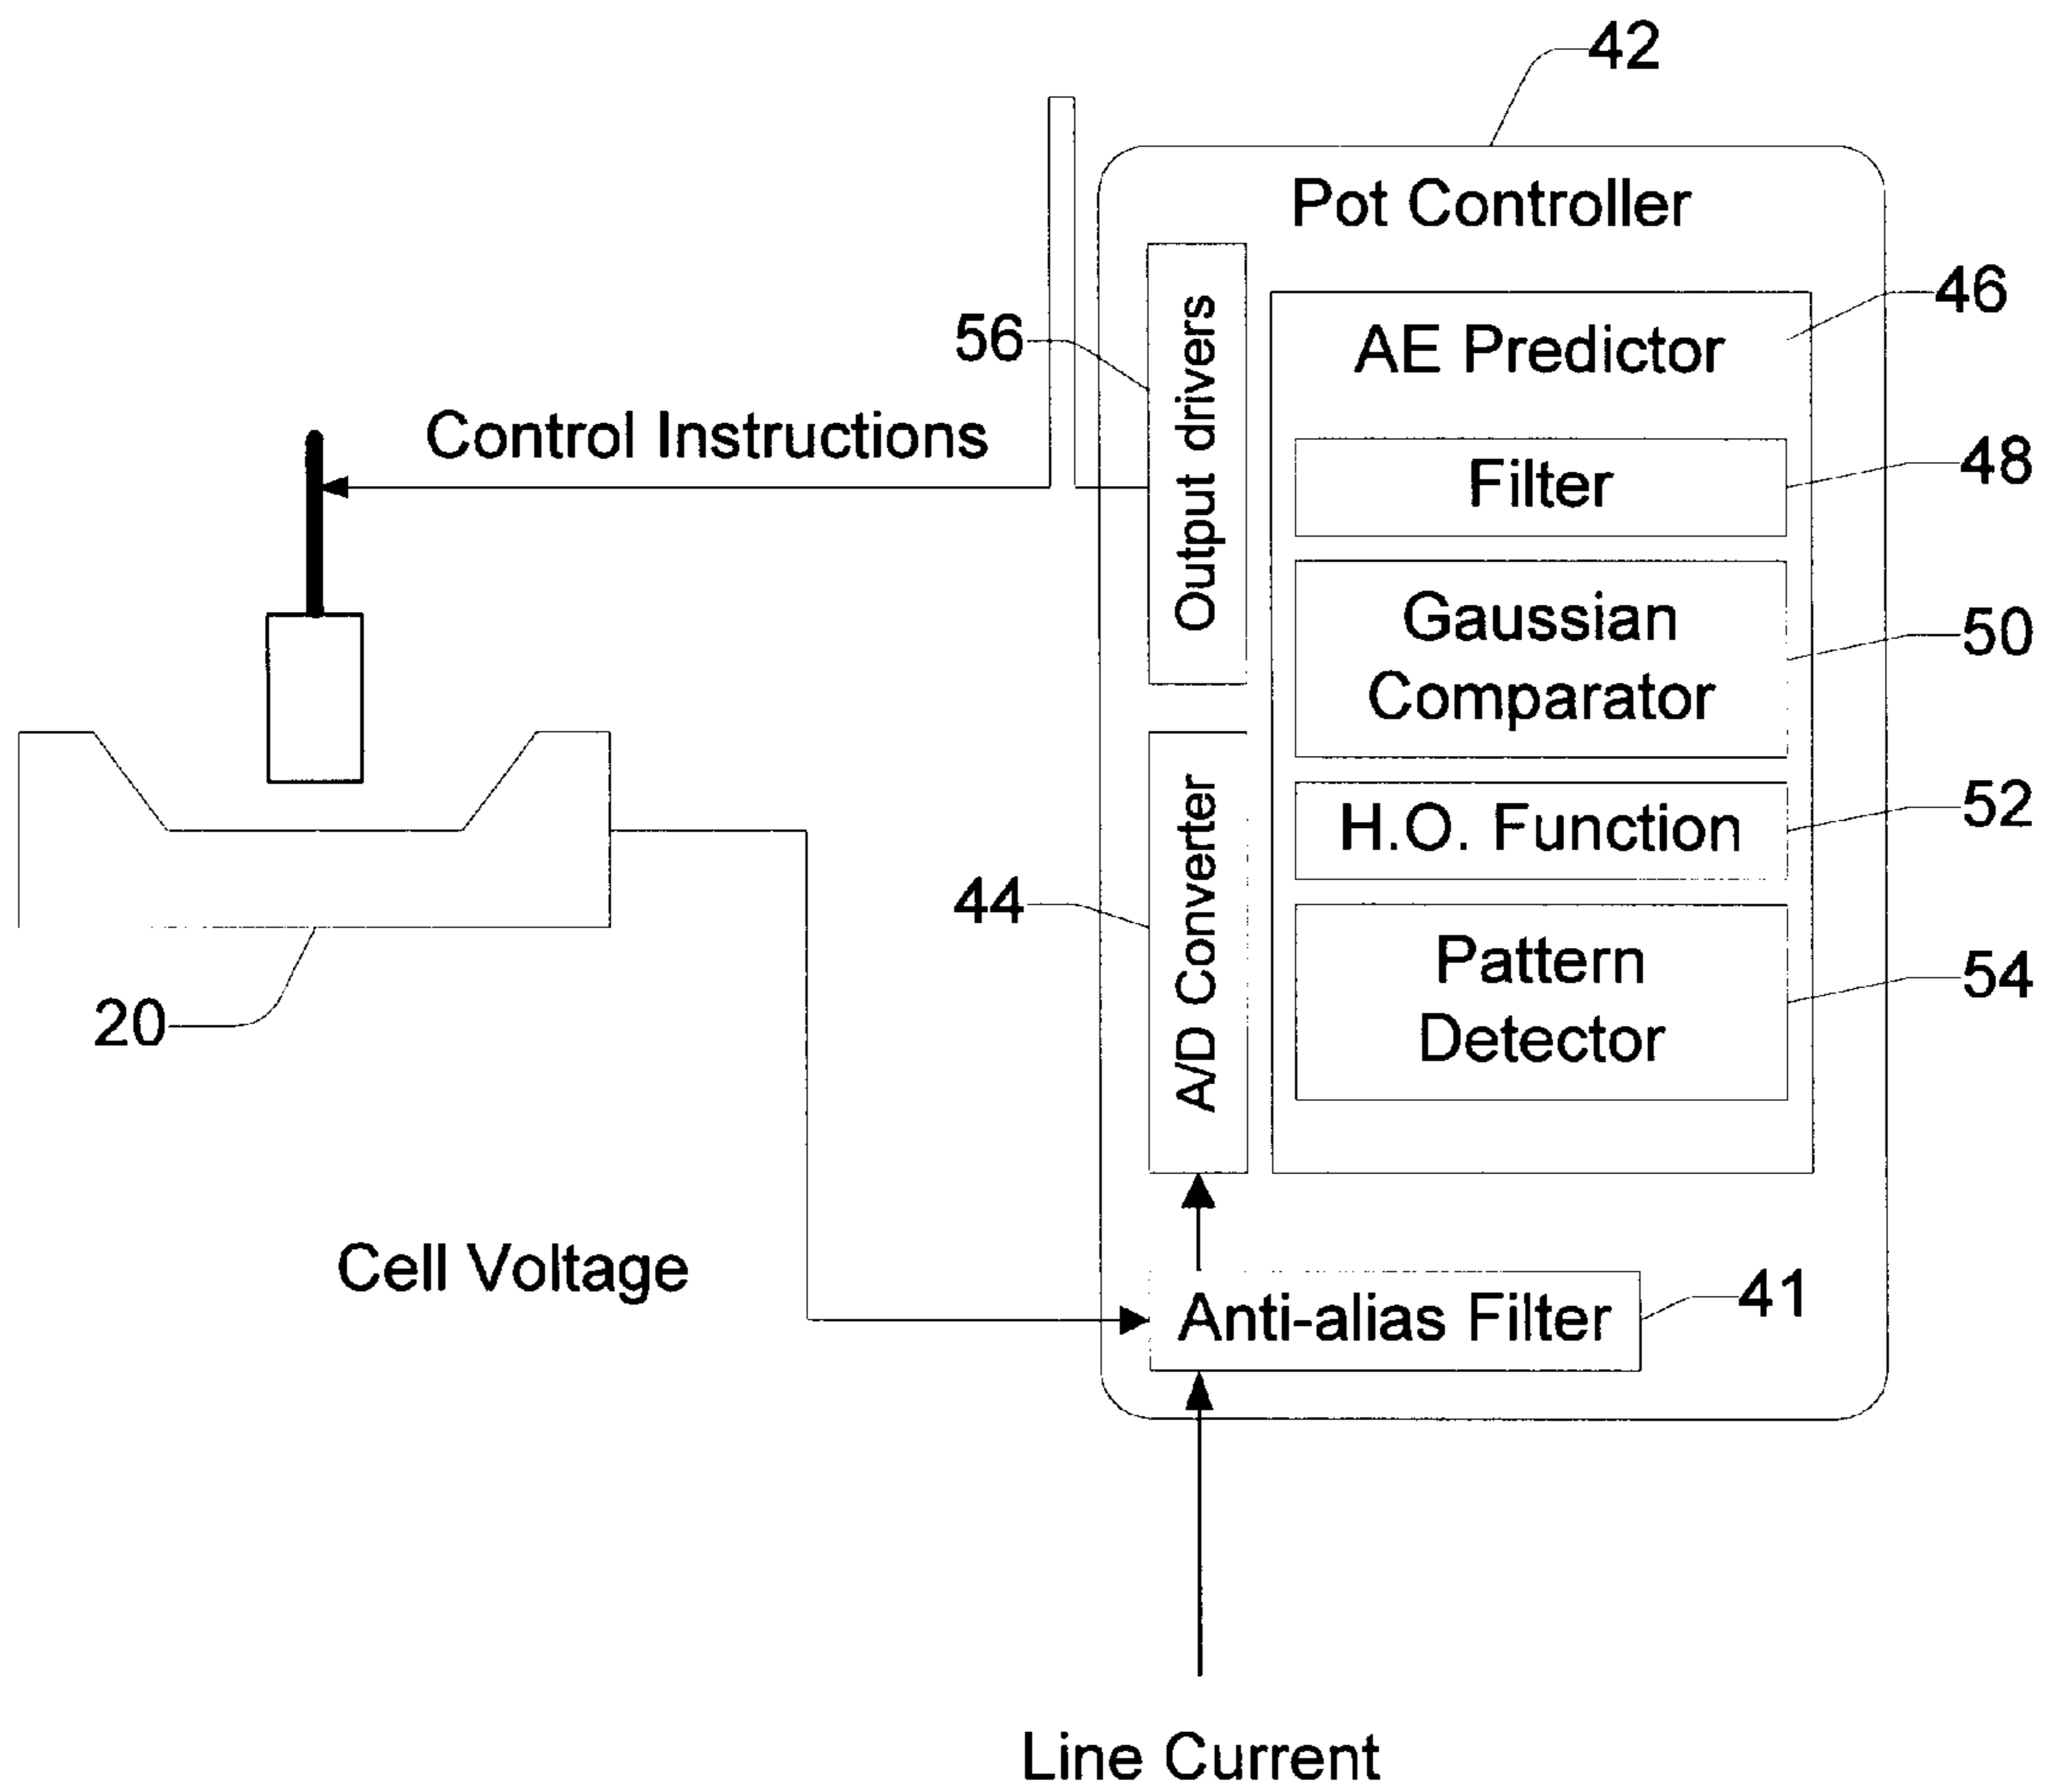 42
Pot Controller
46
AE Predictor
56
Output drivers
Control Instructions
48
Filter
50
Gaussian
Comparator
52
H.O. Function
44
A/D Converter
54
Pattern
Detector
20
Cell Voltage
41
Anti-alias Filter
Line Current